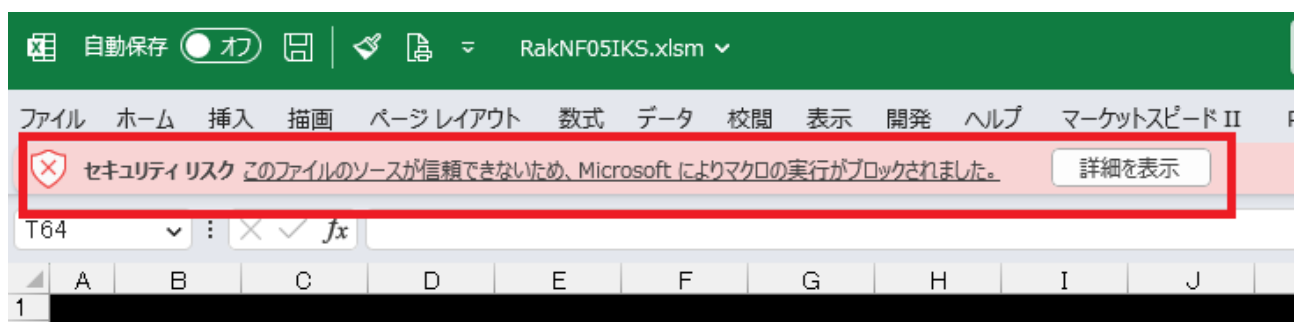 自動保存 オフ RakNF05IKS.xlsm
ファイル ホーム 挿入 描画 ページ レイアウト 数式 データ 校閲 表示 開発 ヘルプ マーケットスピード II
セキュリティ リスク このファイルのソースが信頼できないため、Microsoft によりマクロの実行がブロックされました。 詳細を表示
T64 fx
A B C D E F G H I J
1